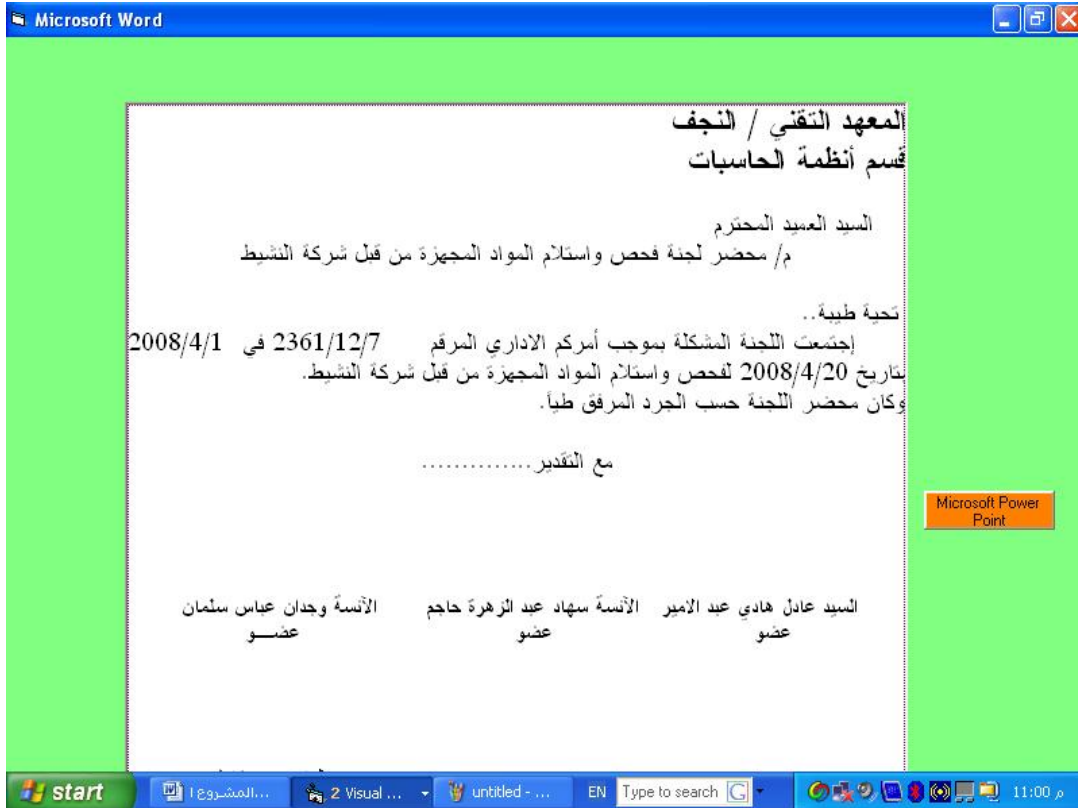 Microsoft Word
المعهد التقني / النجف
قسم أنظمة الحاسبات
السيد العميد المحترم
م/ محضر لجنة فحص واستلام المواد المجهزة من قبل شركة النشيط
تحية طيبة..
إجتمعت اللجنة المشكلة بموجب أمركم الاداري المرقم 2361/12/7 في 2008/4/1
بتاريخ 2008/4/20 لفحص واستلام المواد المجهزة من قبل شركة النشيط.
وكان محضر اللجنة حسب الجرد المرفق طياً.
مع التقدير..............
Microsoft Power
Point
السيد عادل هادي عبد الامير الآنسة سهاد عبد الزهرة حاجم الآنسة وجدان عباس سلمان
عضو عضو عضـــو
start
المشروع ا...
2 Visual ...
untitled - ...
EN
Type to search
11:00 م